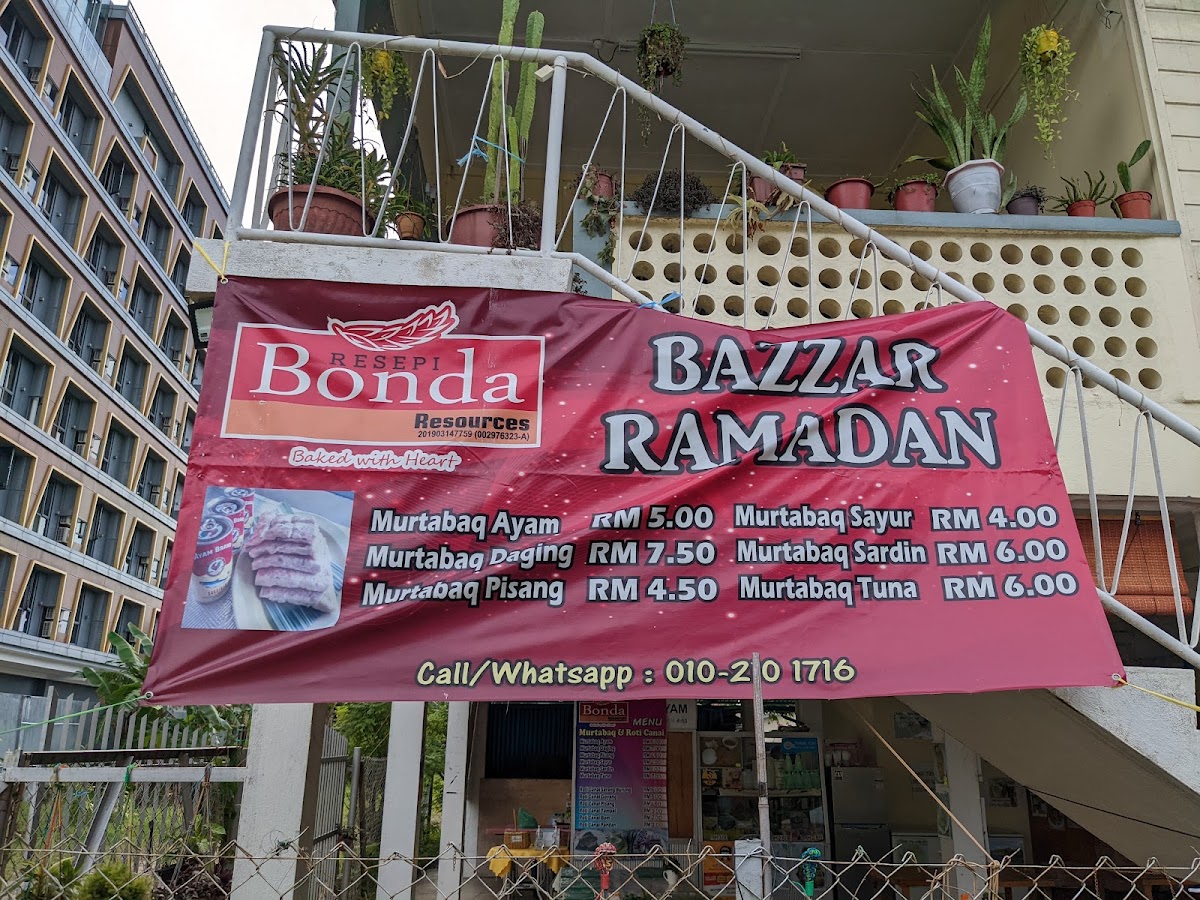 RESEPI
Bonda
Resources
201903147759 (002976323-A)
Baked with Heart
BAZZAR
RAMADAN
Murtabaq Ayam RM 5.00 Murtabaq Sayur RM 4.00
Murtabaq Daging RM 7.50 Murtabaq Sardin RM 6.00
Murtabaq Pisang RM 4.50 Murtabaq Tuna RM 6.00
Call/Whatsapp : 010-210 1716
Bonda MENU
Murtabaq & Roti Canai